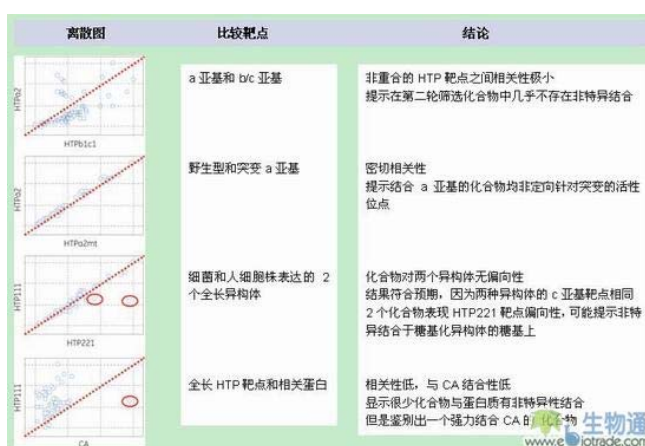 离散图 比较靶点 结论
HTPα2
HTPb1c1
a 亚基和 b/c 亚基
非重合的 HTP 靶点之间相关性极小
提示在第二轮筛选化合物中几乎不存在非特异结合
HTPα2
HTPα2mt
野生型和突变 a 亚基
密切相关性
提示结合 a 亚基的化合物均非定向针对突变的活性
位点
HTP111
HTP221
细菌和人细胞株表达的 2
个全长异构体
化合物对两个异构体无偏向性
结果符合预期，因为两种异构体的 c 亚基靶点相同
2 个化合物表现 HTP221 靶点偏向性，可能提示非特
异结合于糖基化异构体的糖基上
HTP111
CA
全长 HTP 靶点和相关蛋白
相关性低，与 CA 结合性低
显示很少化合物与蛋白质有非特异性结合
但是鉴别出一个强力结合 CA 的 化合物
生物通
www.ebiotrade.com